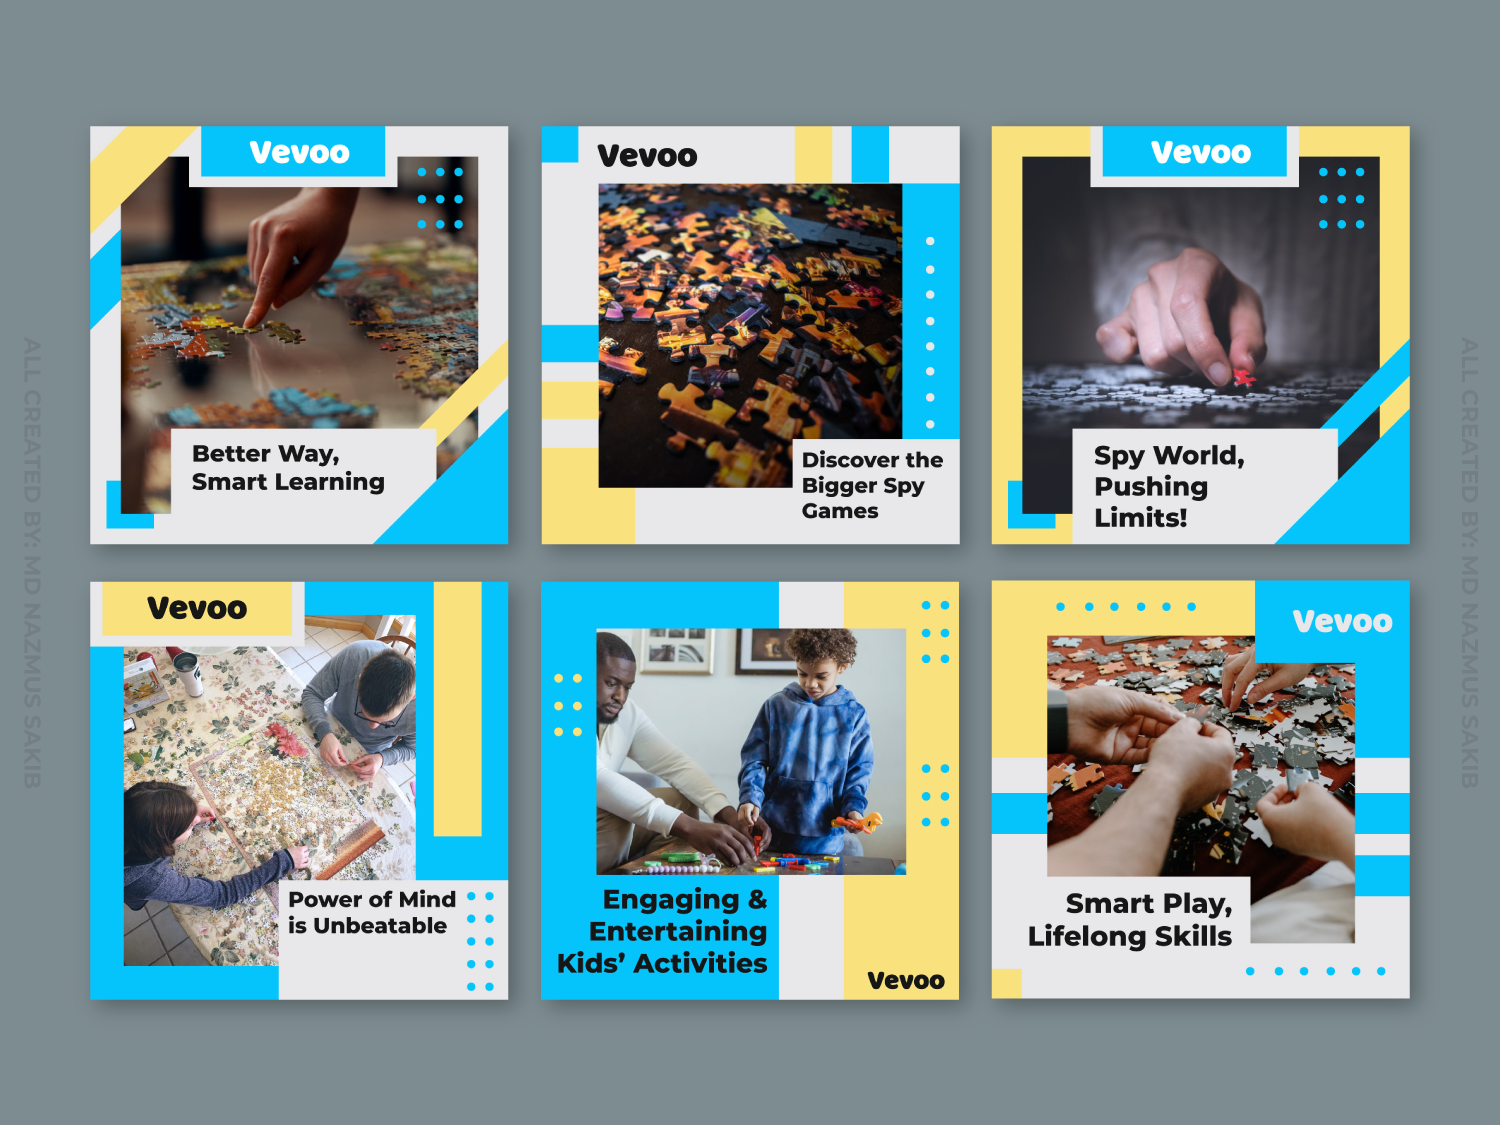 Vevoo
Better Way,
Smart Learning
Vevoo
Discover the
Bigger Spy
Games
Vevoo
Spy World,
Pushing
Limits!
Vevoo
Power of Mind
is Unbeatable
Engaging &
Entertaining
Kids’ Activities
Vevoo
Vevoo
Smart Play,
Lifelong Skills
ALL CREATED BY: MD NAZMUS SAKIB
ALL CREATED BY: MD NAZMUS SAKIB